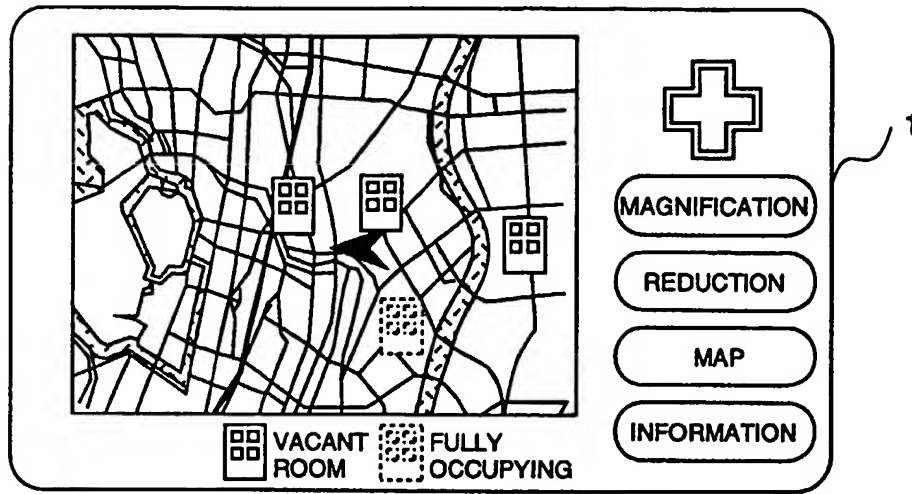 MAGNIFICATION
REDUCTION
MAP
INFORMATION
VACANT
ROOM
FULLY
OCCUPYING